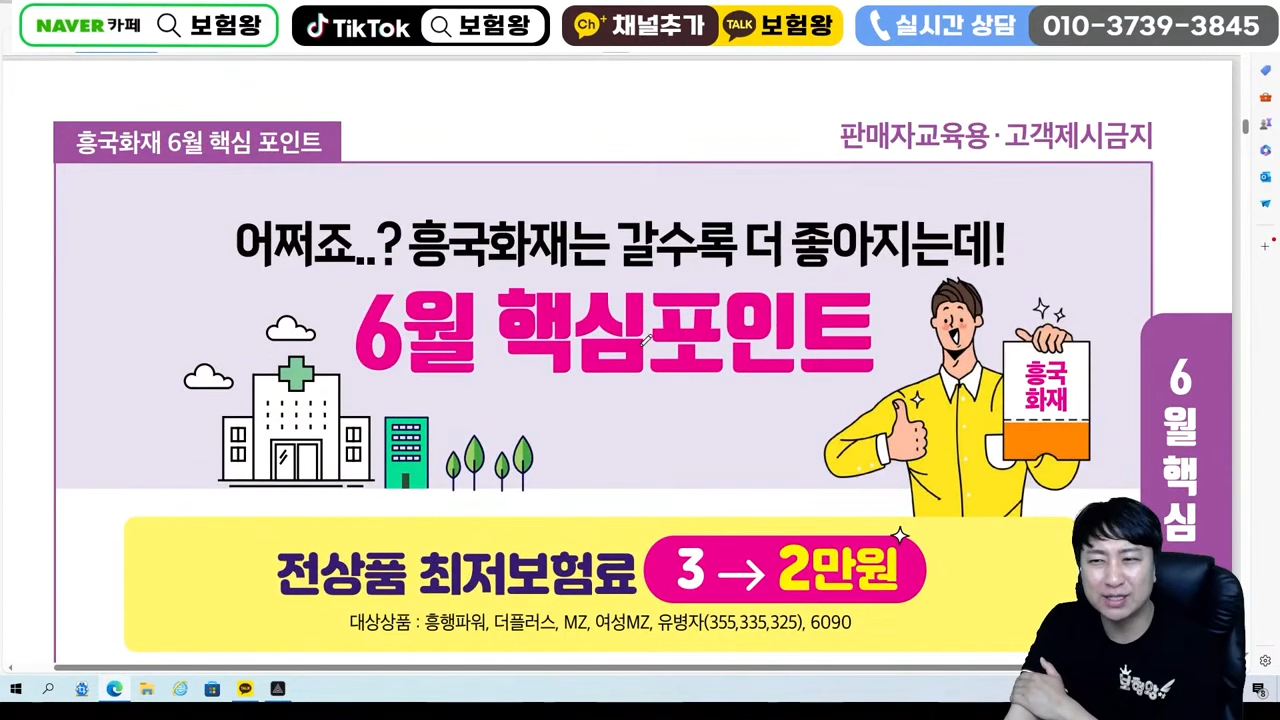 NAVER 카페 보험왕
TikTok 보험왕
Ch+ 채널추가 TALK 보험왕
실시간 상담 010-3739-3845
흥국화재 6월 핵심 포인트
판매자교육용·고객제시금지
어쩌죠..? 흥국화재는 갈수록 더 좋아지는데!
6월 핵심포인트
흥국
화재
6
월
핵
심
전상품 최저보험료 3 → 2만원
대상상품 : 흥행파워, 더플러스, MZ, 여성MZ, 유병자(355,335,325), 6090
보험왕
TALK
8